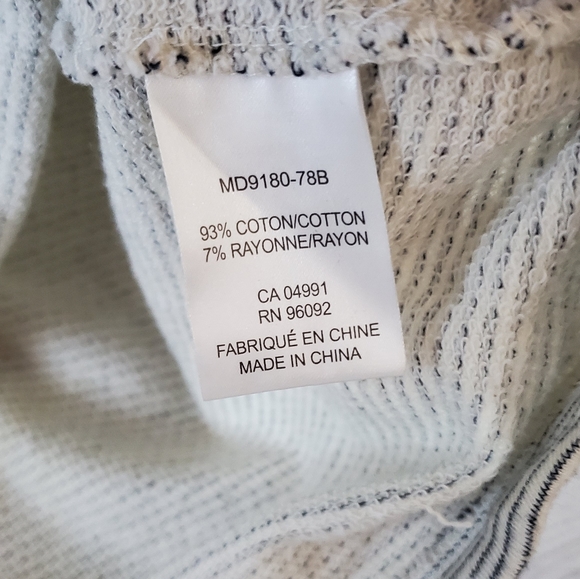 MD9180-78B
93% COTON/COTTON
7% RAYONNE/RAYON
CA 04991
RN 96092
FABRIQUÉ EN CHINE
MADE IN CHINA